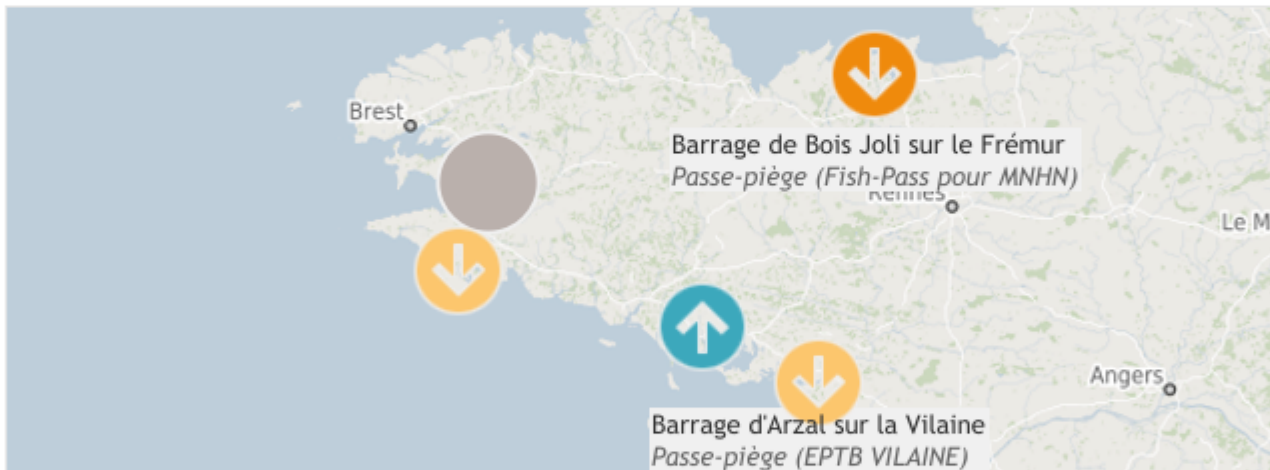 Brest
Barrage de Bois Joli sur le Frémur
Passe-piège (Fish-Pass pour MNHN)
Rennes
Le M
Angers
Barrage d'Arzal sur la Vilaine
Passe-piège (EPTB VILAINE)